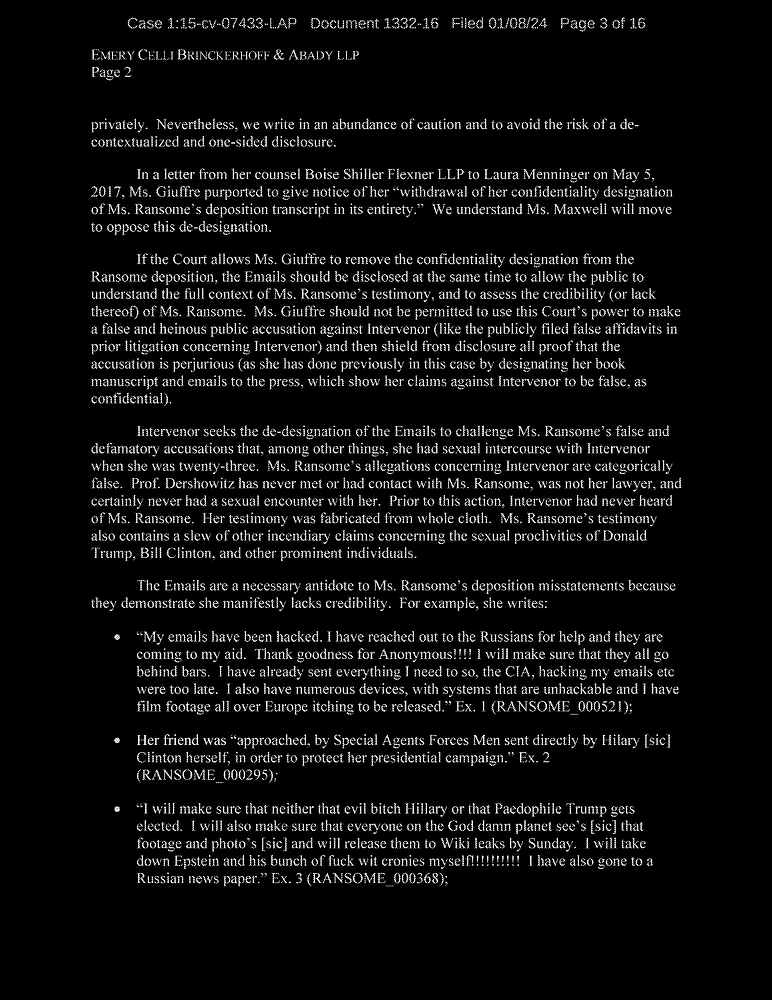 Case 1:15-cv-07433-LAP Document 1332-16 Filed 01/08/24 Page 3 of 16
EMERY CELLI BRINCKERHOFF & ABADY LLP
Page 2
privately. Nevertheless, we write in an abundance of caution and to avoid the risk of a de-
contextualized and one-sided disclosure.
In a letter from her counsel Boise Shiller Flexner LLP to Laura Menninger on May 5,
2017, Ms. Giuffre purported to give notice of her “withdrawal of her confidentiality designation
of Ms. Ransome’s deposition transcript in its entirety.” We understand Ms. Maxwell will move
to oppose this de-designation.
If the Court allows Ms. Giuffre to remove the confidentiality designation from the
Ransome deposition, the Emails should be disclosed at the same time to allow the public to
understand the full context of Ms. Ransome’s testimony, and to assess the credibility (or lack
thereof) of Ms. Ransome. Ms. Giuffre should not be permitted to use this Court’s power to make
a false and heinous public accusation against Intervenor (like the publicly filed false affidavits in
prior litigation concerning Intervenor) and then shield from disclosure all proof that the
accusation is perjurious (as she has done previously in this case by designating her book
manuscript and emails to the press, which show her claims against Intervenor to be false, as
confidential).
Intervenor seeks the de-designation of the Emails to challenge Ms. Ransome’s false and
defamatory accusations that, among other things, she had sexual intercourse with Intervenor
when she was twenty-three. Ms. Ransome’s allegations concerning Intervenor are categorically
false. Prof. Dershowitz has never met or had contact with Ms. Ransome, was not her lawyer, and
certainly never had a sexual encounter with her. Prior to this action, Intervenor had never heard
of Ms. Ransome. Her testimony was fabricated from whole cloth. Ms. Ransome’s testimony
also contains a slew of other incendiary claims concerning the sexual proclivities of Donald
Trump, Bill Clinton, and other prominent individuals.
The Emails are a necessary antidote to Ms. Ransome’s deposition misstatements because
they demonstrate she manifestly lacks credibility. For example, she writes:
• “My emails have been hacked. I have reached out to the Russians for help and they are
coming to my aid. Thank goodness for Anonymous!!!! I will make sure that they all go
behind bars. I have already sent everything I need to so, the CIA, hacking my emails etc
were too late. I also have numerous devices, with systems that are unhackable and I have
film footage all over Europe itching to be released.” Ex. 1 (RANSOME_000521);
• Her friend was “approached, by Special Agents Forces Men sent directly by Hilary [sic]
Clinton herself, in order to protect her presidential campaign.” Ex. 2
(RANSOME_000295);
• “I will make sure that neither that evil bitch Hillary or that Paedophile Trump gets
elected. I will also make sure that everyone on the God damn planet see’s [sic] that
footage and photo’s [sic] and will release them to Wiki leaks by Sunday. I will take
down Epstein and his bunch of fuck wit cronies myself!!!!!!!!!! I have also gone to a
Russian news paper.” Ex. 3 (RANSOME_000368);